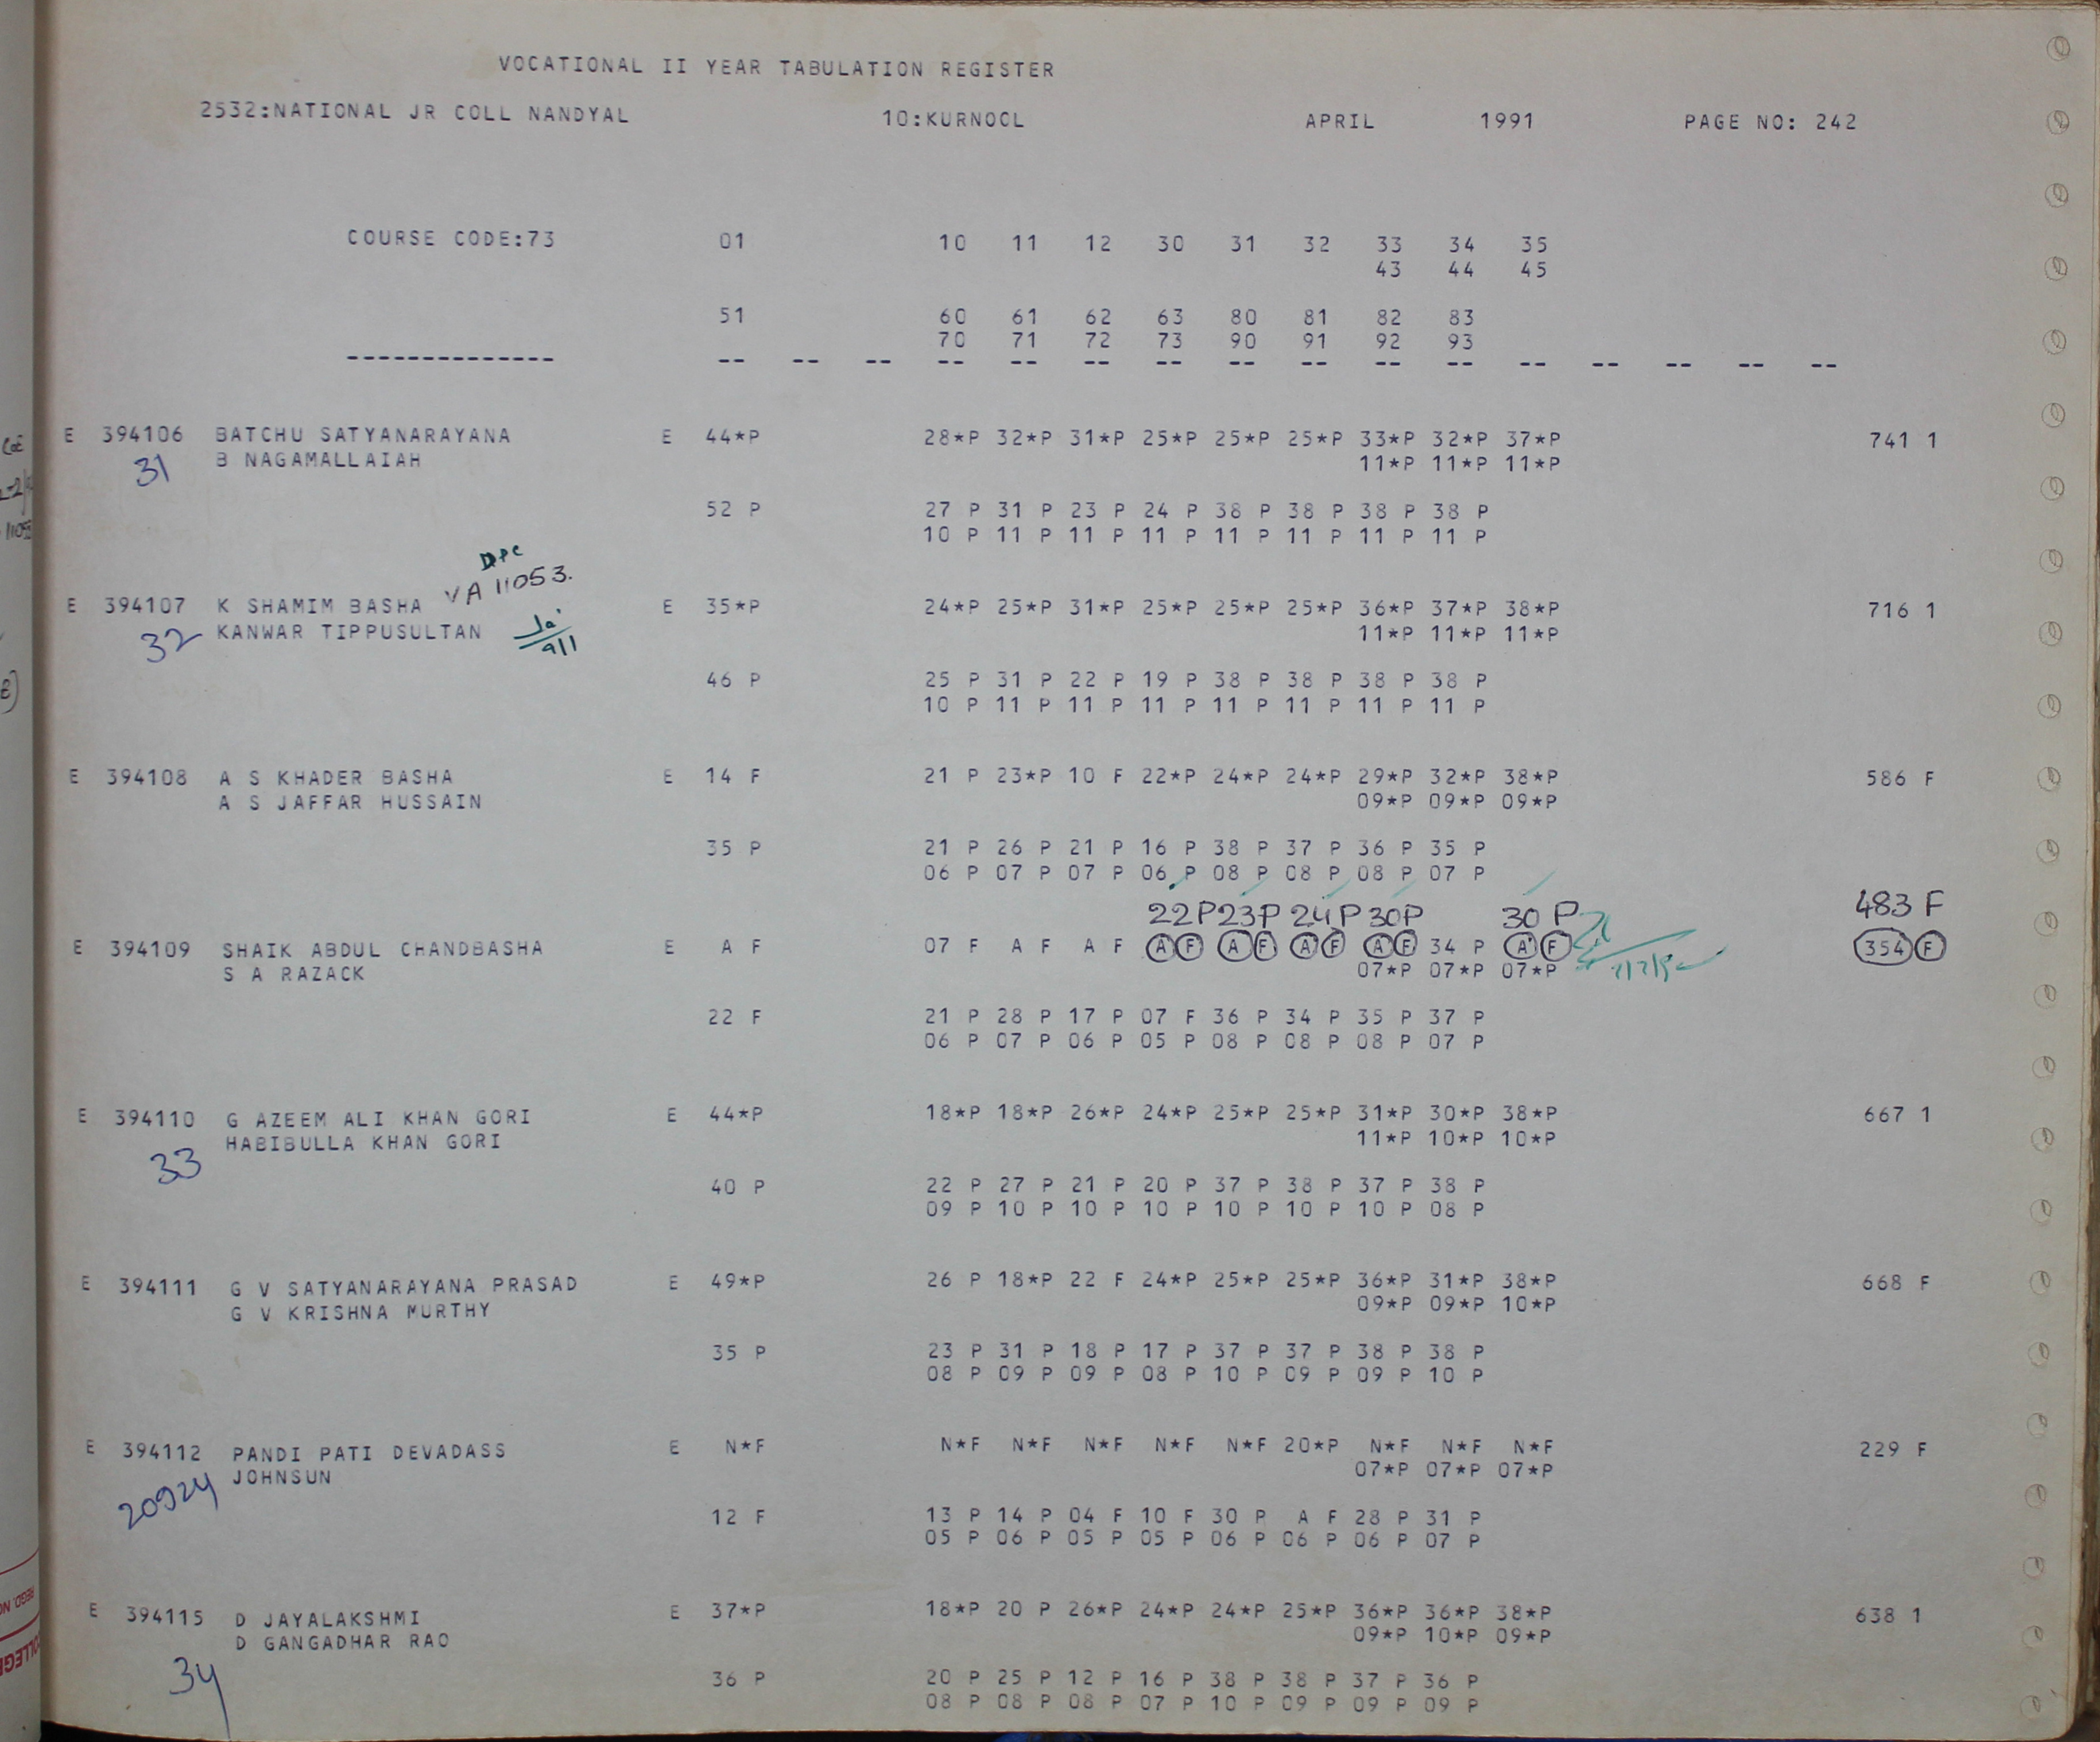 VOCATIONAL II YEAR TABULATION REGISTER
2532:NATIONAL JR COLL NANDYAL 10:KURNOOL APRIL 1991 PAGE NO: 242
COURSE CODE:73 01 10 11 12 30 31 32 33 34 35
43 44 45
51 60 61 62 63 80 81 82 83
70 71 72 73 90 91 92 93
-------------- -- -- -- -- -- -- -- -- -- -- -- -- -- -- -- --
E 394106 BATCHU SATYANARAYANA E 44*P 28*P 32*P 31*P 25*P 25*P 25*P 33*P 32*P 37*P 741 1
31 B NAGAMALLAIAH 11*P 11*P 11*P
52 P 27 P 31 P 23 P 24 P 38 P 38 P 38 P 38 P
10 P 11 P 11 P 11 P 11 P 11 P 11 P 11 P
DPC
VA 11053.
E 394107 K SHAMIM BASHA E 35*P 24*P 25*P 31*P 25*P 25*P 25*P 36*P 37*P 38*P 716 1
32 KANWAR TIPPUSULTAN 11*P 11*P 11*P
46 P 25 P 31 P 22 P 19 P 38 P 38 P 38 P 38 P
10 P 11 P 11 P 11 P 11 P 11 P 11 P 11 P
E 394108 A S KHADER BASHA E 14 F 21 P 23*P 10 F 22*P 24*P 24*P 29*P 32*P 38*P 586 F
A S JAFFAR HUSSAIN 09*P 09*P 09*P
35 P 21 P 26 P 21 P 16 P 38 P 37 P 36 P 35 P
06 P 07 P 07 P 06 P 08 P 08 P 08 P 07 P
22P 23P 24P 30P 30 P 483 F
E 394109 SHAIK ABDUL CHANDBASHA E A F 07 F A F A F A F A F A F A F 34 P A F 354 F
S A RAZACK 07*P 07*P 07*P
22 F 21 P 28 P 17 P 07 F 36 P 34 P 35 P 37 P
06 P 07 P 06 P 05 P 08 P 08 P 08 P 07 P
E 394110 G AZEEM ALI KHAN GORI E 44*P 18*P 18*P 26*P 24*P 25*P 25*P 31*P 30*P 38*P 667 1
HABIBULLA KHAN GORI 11*P 10*P 10*P
33
40 P 22 P 27 P 21 P 20 P 37 P 38 P 37 P 38 P
09 P 10 P 10 P 10 P 10 P 10 P 10 P 08 P
E 394111 G V SATYANARAYANA PRASAD E 49*P 26 P 18*P 22 F 24*P 25*P 25*P 36*P 31*P 38*P 668 F
G V KRISHNA MURTHY 09*P 09*P 10*P
35 P 23 P 31 P 18 P 17 P 37 P 37 P 38 P 38 P
08 P 09 P 09 P 08 P 10 P 09 P 09 P 10 P
E 394112 PANDI PATI DEVADASS E N*F N*F N*F N*F N*F N*F 20*P N*F N*F N*F 229 F
JOHNSUN 07*P 07*P 07*P
20924
12 F 13 P 14 P 04 F 10 F 30 P A F 28 P 31 P
05 P 06 P 05 P 05 P 06 P 06 P 06 P 07 P
E 394115 D JAYALAKSHMI E 37*P 18*P 20 P 26*P 24*P 24*P 25*P 36*P 36*P 38*P 638 1
D GANGADHAR RAO 09*P 10*P 09*P
34
36 P 20 P 25 P 12 P 16 P 38 P 38 P 37 P 36 P
08 P 08 P 08 P 07 P 10 P 09 P 09 P 09 P